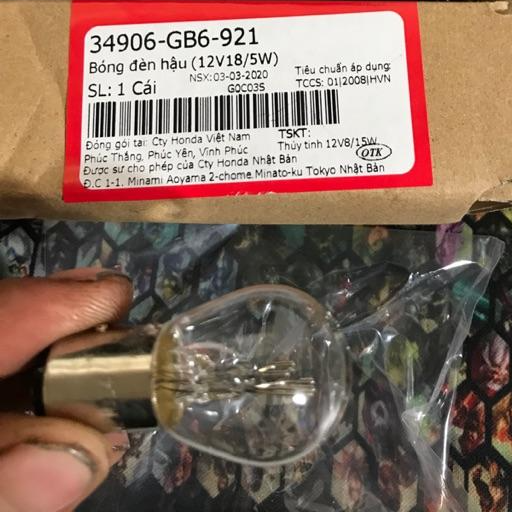 34906-GB6-921
Bóng đèn hậu (12V18/5W)
NSX: 03-03-2020
Tiêu chuẩn áp dụng:
SL: 1 Cái
G0C03S
TCCS: 01|2008|HVN
Đóng gói tại: Cty Honda Việt Nam
TSKT:
Phúc Thắng, Phúc Yên, Vĩnh Phúc
Thủy tinh 12V8/15W
Được sự cho phép của Cty Honda Nhật Bản
QTK
Đ.C 1-1, Minami Aoyama 2-chome, Minato-ku Tokyo Nhật Bản